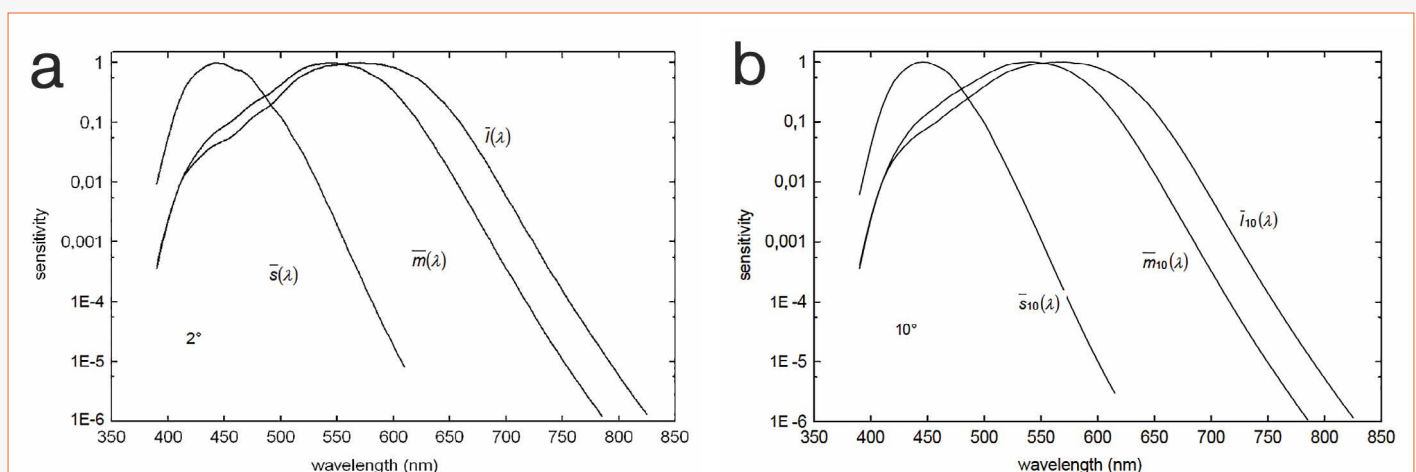 a
1
0,1
0,01
0,001
1E-4
1E-5
1E-6
sensitivity
l̅(λ)
m̅(λ)
s̅(λ)
2°
350 400 450 500 550 600 650 700 750 800 850
wavelength (nm)
b
1
0,1
0,01
0,001
1E-4
1E-5
1E-6
sensitivity
l̅₁₀(λ)
m̅₁₀(λ)
s̅₁₀(λ)
10°
350 400 450 500 550 600 650 700 750 800 850
wavelength (nm)